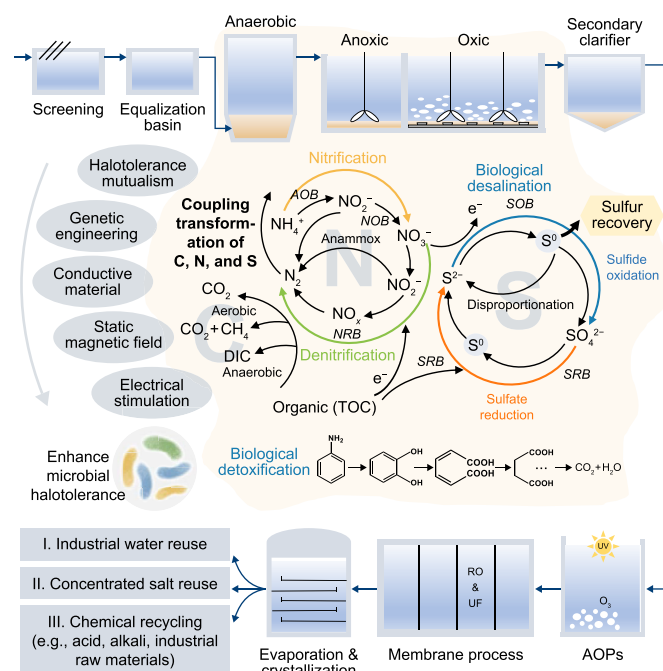 Anaerobic
Anoxic
Oxic
Secondary
clarifier
Screening
Equalization
basin
Halotolerance
mutualism
Genetic
engineering
Conductive
material
Static
magnetic field
Electrical
stimulation
Enhance
microbial
halotolerance
Coupling
transform-
ation of
C, N, and S
Nitrification
AOB
NO₂⁻
NOB
NH₄⁺
NO₃⁻
N
Anammox
N₂
NO₂⁻
NOₓ
NRB
Denitrification
C
CO₂
Aerobic
CO₂+CH₄
DIC
Anaerobic
Organic (TOC)
e⁻
e⁻
Biological
desalination
SOB
Sulfur
recovery
S⁰
Sulfide
oxidation
S²⁻
Disproportionation
S
S⁰
SO₄²⁻
SRB
SRB
Sulfate
reduction
Biological
detoxification
NH₂
OH
OH
COOH
COOH
COOH
...
COOH
CO₂+H₂O
I. Industrial water reuse
II. Concentrated salt reuse
III. Chemical recycling
(e.g., acid, alkali, industrial
raw materials)
Evaporation &
crystallization
RO
&
UF
Membrane process
UV
O₃
AOPs